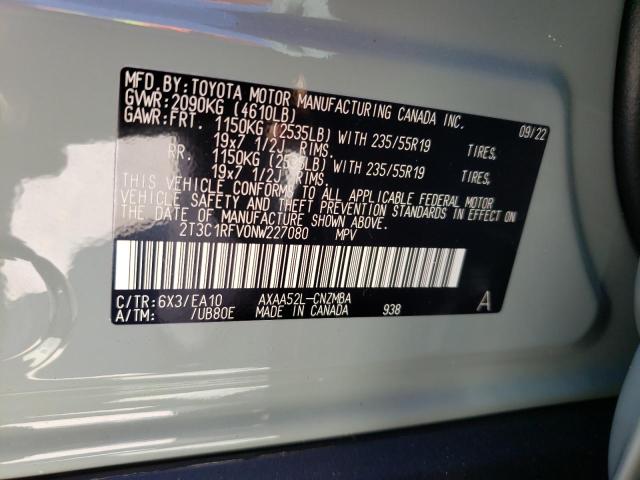 MFD. BY: TOYOTA MOTOR MANUFACTURING CANADA INC.
GVWR: 2090KG (4610LB) 09/22
GAWR: FRT. 1150KG (2535LB) WITH 235/55R19 TIRES,
19x7 1/2J RIMS.
RR. 1150KG (2535LB) WITH 235/55R19 TIRES,
19x7 1/2J RIMS.
THIS VEHICLE CONFORMS TO ALL APPLICABLE FEDERAL MOTOR
VEHICLE SAFETY AND THEFT PREVENTION STANDARDS IN EFFECT
ON THE DATE OF MANUFACTURE SHOWN ABOVE.
2T3C1RFV0NW227080 MPV
C/TR: 6X3/EA10 AXAA52L-CNZMBA A
A/TM: /UB80E MADE IN CANADA 938